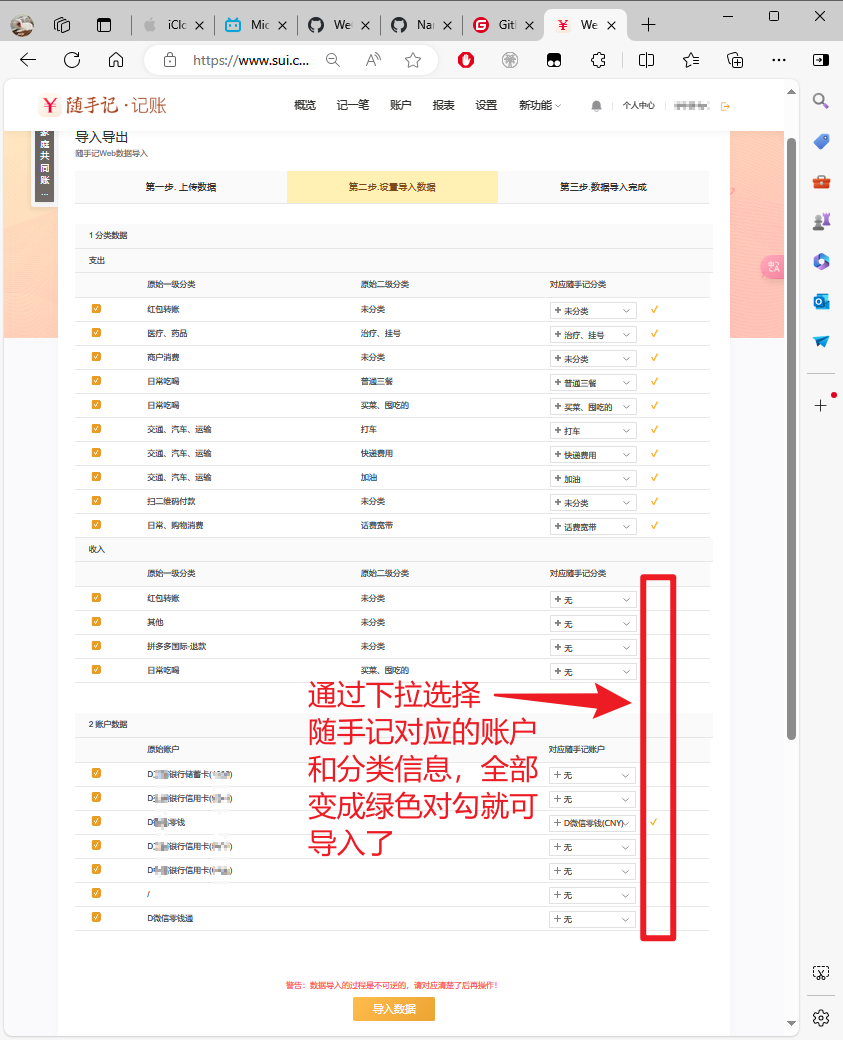 iClo
Mic
We
Nar
Gitl
We
https://www.sui.c...
随手记·记账
概览 记一笔 账户 报表 设置 新功能 个人中心
家庭共同账...
导入导出
随手记Web数据导入
第一步. 上传数据 第二步.设置导入数据 第三步.数据导入完成
1 分类数据
支出
原始一级分类 原始二级分类 对应随手记分类
红包转账 未分类 未分类
医疗、药品 治疗、挂号 治疗、挂号
商户消费 未分类 未分类
日常吃喝 普通三餐 普通三餐
日常吃喝 买菜、囤吃的 买菜、囤吃的
交通、汽车、运输 打车 打车
交通、汽车、运输 快递费用 快递费用
交通、汽车、运输 加油 加油
扫二维码付款 未分类 未分类
日常、购物消费 话费宽带 话费宽带
收入
原始一级分类 原始二级分类 对应随手记分类
红包转账 未分类 无
其他 未分类 无
拼多多国际-退款 未分类 无
日常吃喝 买菜、囤吃的 无
通过下拉选择
随手记对应的账户
和分类信息，全部
变成绿色对勾就可
导入了
2 账户数据
原始账户 对应随手记账户
D 银行储蓄卡( ) 无
D 银行信用卡( ) 无
D 零钱 D微信零钱(CNY)
D 银行信用卡( ) 无
D 银行信用卡( ) 无
/ 无
D微信零钱通 无
警告：数据导入的过程是不可逆的，请对应清楚了后再操作！
导入数据